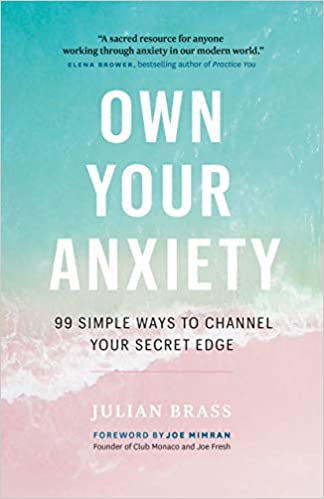 “A sacred resource for anyone
working through anxiety in our modern world.”
ELENA BROWER, bestselling author of Practice You
OWN
YOUR
ANXIETY
99 SIMPLE WAYS TO CHANNEL
YOUR SECRET EDGE
JULIAN BRASS
FOREWORD BY JOE MIMRAN
Founder of Club Monaco and Joe Fresh